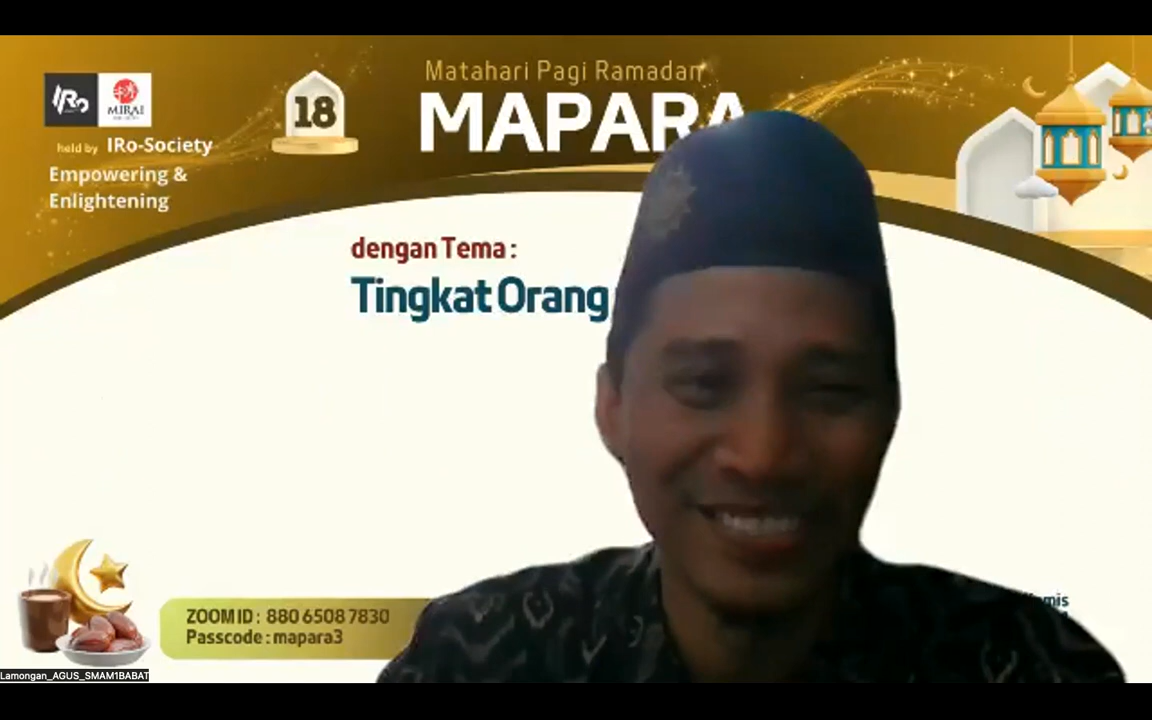 Matahari Pagi Ramadan
MAPARA
IRo
MIRAI
18
held by IRo-Society
Empowering &
Enlightening
dengan Tema :
Tingkat Orang
ZOOM ID : 880 6508 7830
Passcode : mapara3
Lamongan_AGUS_SMAM1BABAT